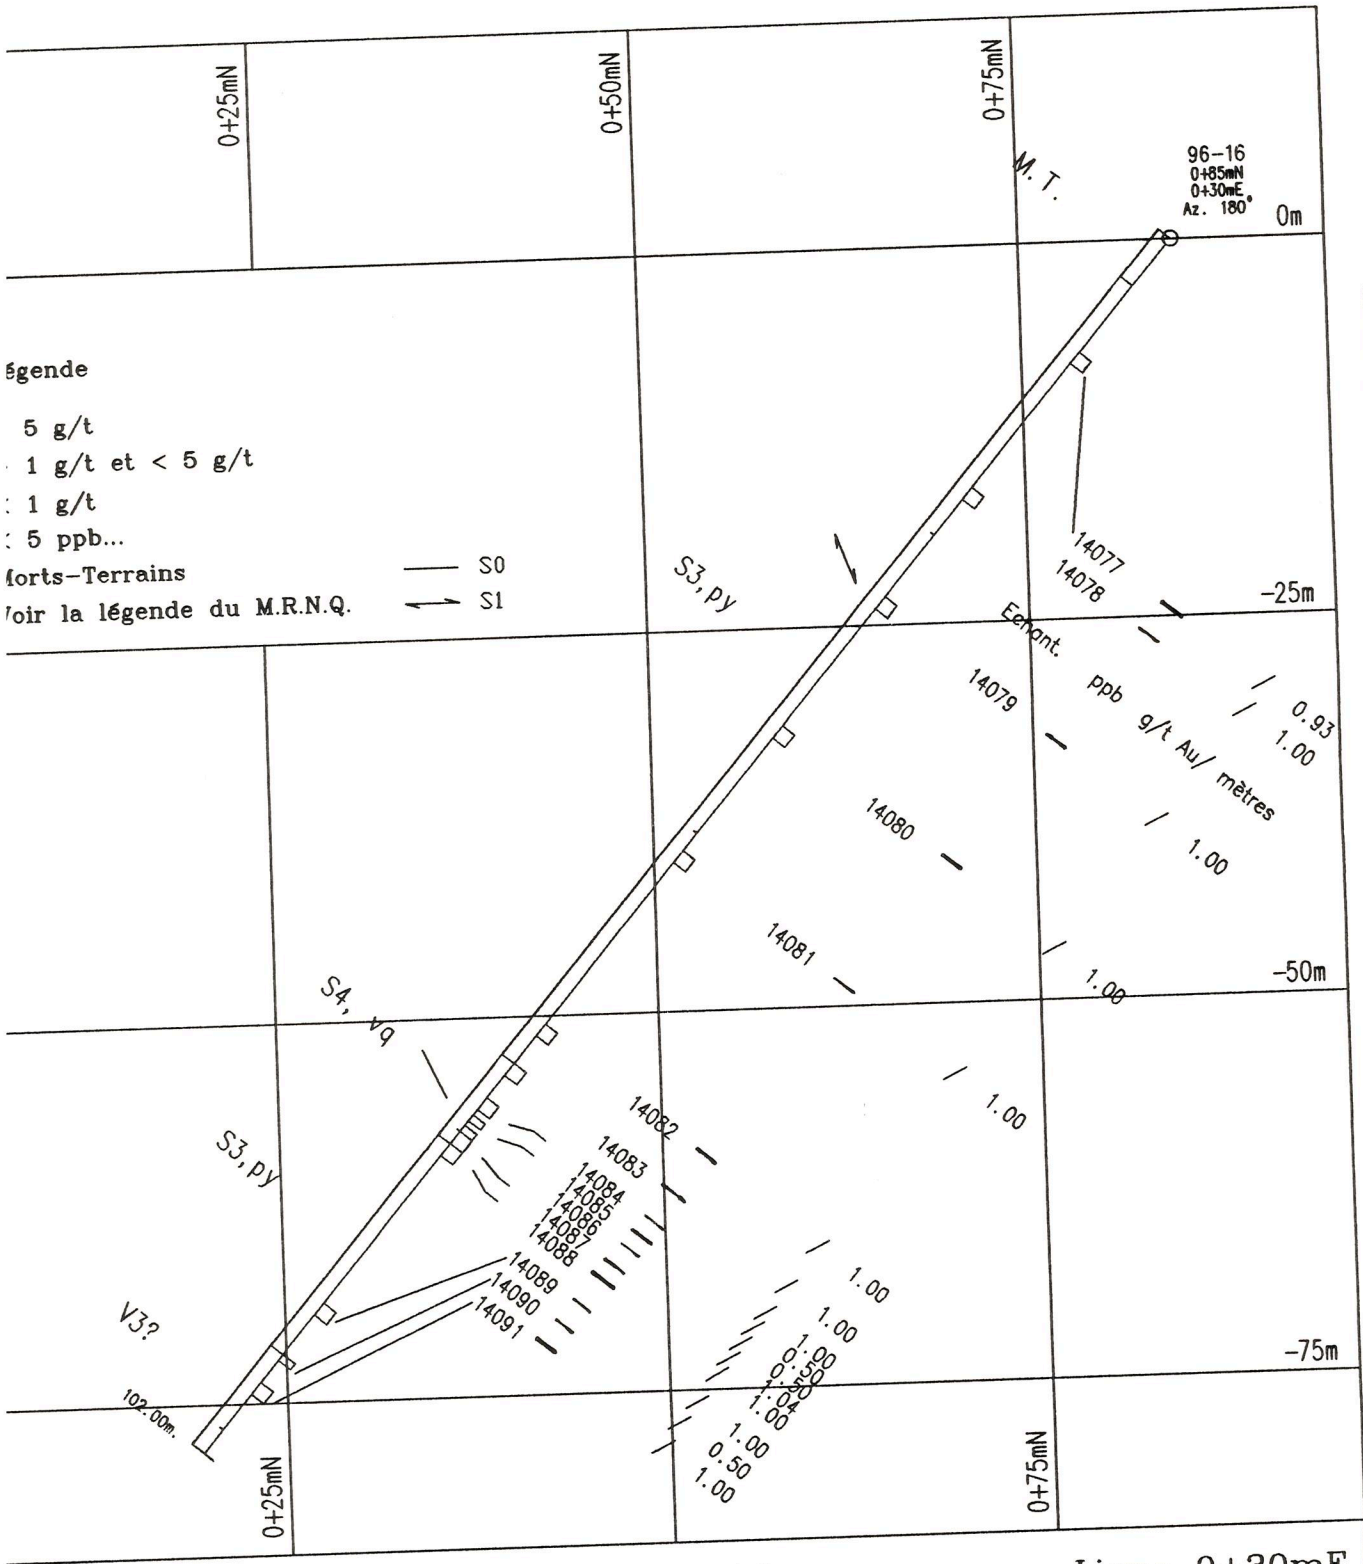 0+25mN
0+50mN
0+75mN
M. T.
96-16
0+85mN
0+30mE
Az. 180°
0m
égende
5 g/t
1 g/t et < 5 g/t
1 g/t
5 ppb...
Morts-Terrains
Voir la légende du M.R.N.Q.
S0
S1
S3, py
14077
14078
-25m
Echant.
ppb
g/t Au/ mètres
14079
0.93
1.00
14080
1.00
14081
1.00
-50m
S4, vq
1.00
S3, py
14082
14083
14084
14085
14086
14087
14088
14089
14090
14091
1.00
1.00
1.00
0.50
0.50
1.04
1.00
1.00
0.50
1.00
V3?
-75m
102.00m.
0+25mN
0+75mN
0+30mE